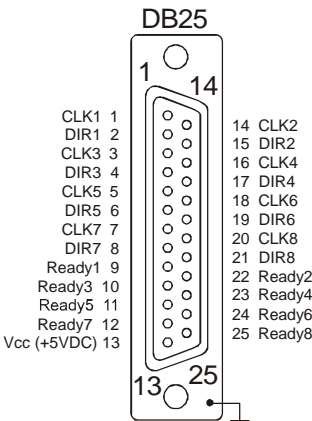 DB25
1
14
CLK1 1
DIR1 2
CLK3 3
DIR3 4
CLK5 5
DIR5 6
CLK7 7
DIR7 8
Ready1 9
Ready3 10
Ready5 11
Ready7 12
Vcc (+5VDC) 13
14 CLK2
15 DIR2
16 CLK4
17 DIR4
18 CLK6
19 DIR6
20 CLK8
21 DIR8
22 Ready2
23 Ready4
24 Ready6
25 Ready8
13
25